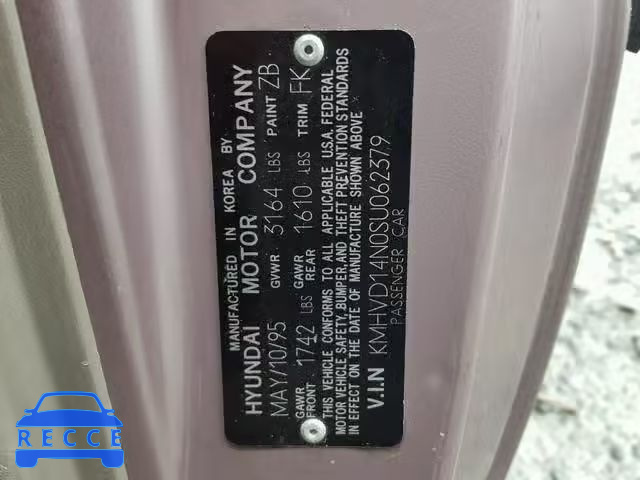 MANUFACTURED IN KOREA BY
HYUNDAI MOTOR COMPANY
MAY/10/95 GVWR 3164 LBS PAINT ZB
GAWR FRONT 1742 LBS GAWR REAR 1610 LBS TRIM FK
THIS VEHICLE CONFORMS TO ALL APPLICABLE U.S.A. FEDERAL
MOTOR VEHICLE SAFETY, BUMPER, AND THEFT PREVENTION STANDARDS
IN EFFECT ON THE DATE OF MANUFACTURE SHOWN ABOVE
V.I.N KMHVD14N0SU062379
PASSENGER CAR
RECCE